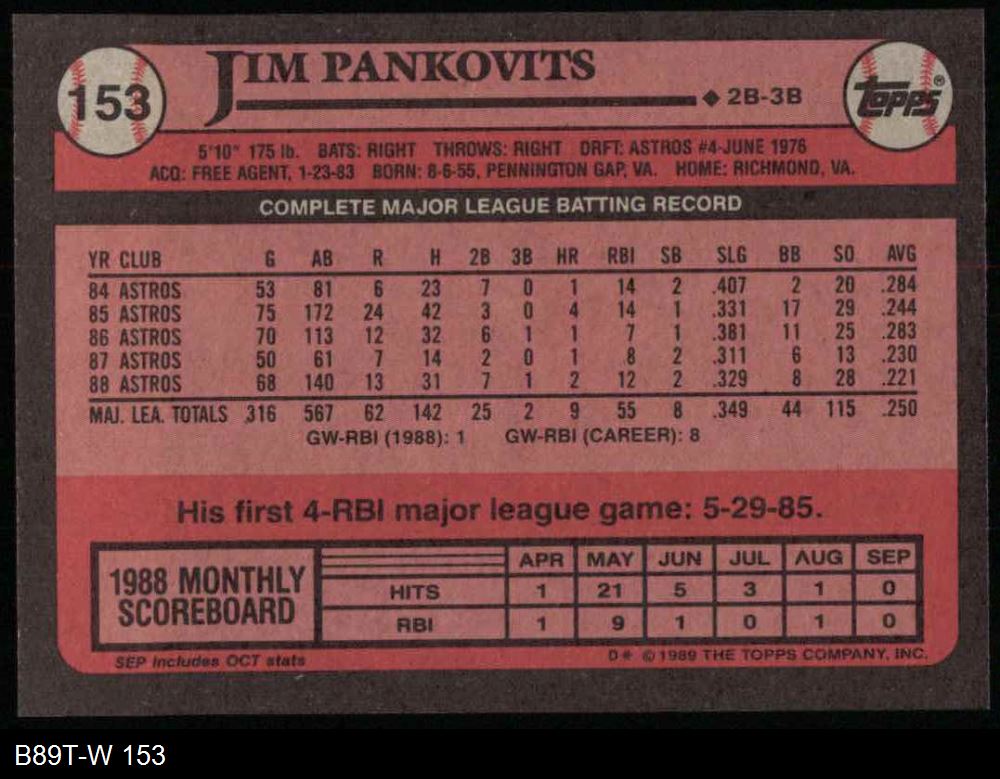 153
JIM PANKOVITS
◆ 2B-3B
TOPPS®
5'10" 175 lb. BATS: RIGHT THROWS: RIGHT DRFT: ASTROS #4-JUNE 1976
ACQ: FREE AGENT, 1-23-83 BORN: 8-6-55, PENNINGTON GAP, VA. HOME: RICHMOND, VA.
COMPLETE MAJOR LEAGUE BATTING RECORD
YR CLUB G AB R H 2B 3B HR RBI SB SLG BB SO AVG
84 ASTROS 53 81 6 23 7 0 1 14 2 .407 2 20 .284
85 ASTROS 75 172 24 42 3 0 4 14 1 .331 17 29 .244
86 ASTROS 70 113 12 32 6 1 1 7 1 .381 11 25 .283
87 ASTROS 50 61 7 14 2 0 1 8 2 .311 6 13 .230
88 ASTROS 68 140 13 31 7 1 2 12 2 .329 8 28 .221
MAJ. LEA. TOTALS 316 567 62 142 25 2 9 55 8 .349 44 115 .250
GW-RBI (1988): 1 GW-RBI (CAREER): 8
His first 4-RBI major league game: 5-29-85.
1988 MONTHLY
SCOREBOARD
APR MAY JUN JUL AUG SEP
HITS 1 21 5 3 1 0
RBI 1 9 1 0 1 0
SEP Includes OCT stats
D* © 1989 THE TOPPS COMPANY, INC.
B89T-W 153